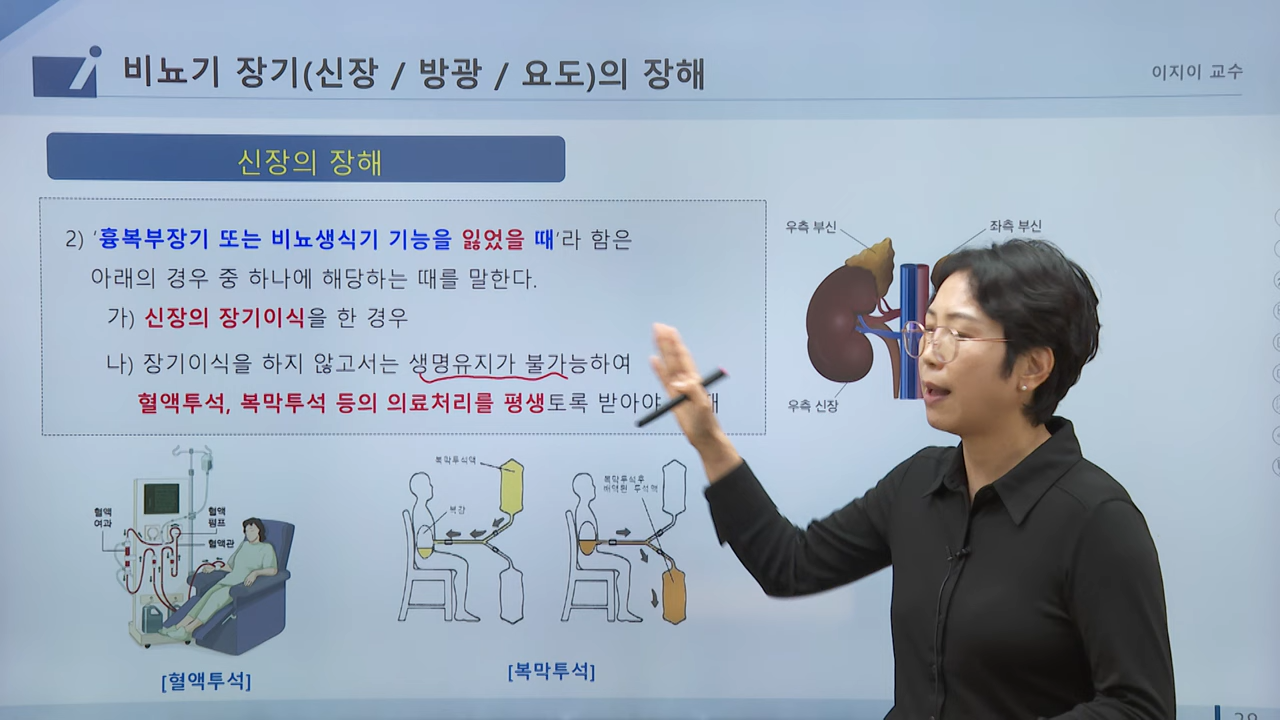 비뇨기 장기(신장 / 방광 / 요도)의 장해
이지이 교수
신장의 장해
2) ‘흉복부장기 또는 비뇨생식기 기능을 잃었을 때’라 함은
아래의 경우 중 하나에 해당하는 때를 말한다.
가) 신장의 장기이식을 한 경우
나) 장기이식을 하지 않고서는 생명유지가 불가능하여
혈액투석, 복막투석 등의 의료처리를 평생토록 받아야
우측 부신
좌측 부신
우측 신장
혈액
여과
혈액
펌프
혈액관
[혈액투석]
복막투석액
복강
복막투석후
배액된 투석액
[복막투석]